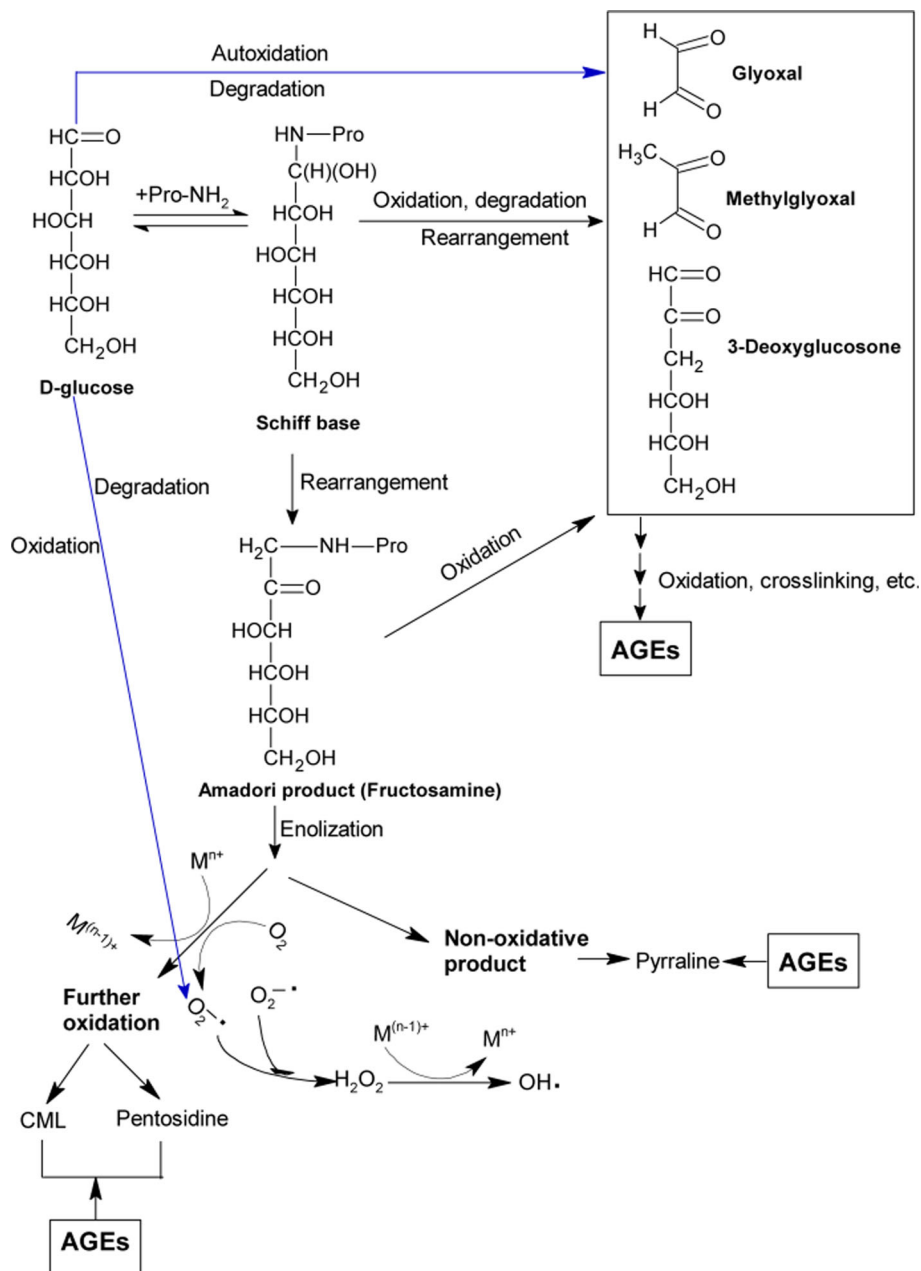 Autoxidation
Degradation
HC=O
HCOH
HOCH
HCOH
HCOH
CH₂OH
D-glucose
+Pro-NH₂
HN—Pro
C(H)(OH)
HCOH
HOCH
HCOH
HCOH
CH₂OH
Schiff base
Oxidation, degradation
Rearrangement
H
O
H
O
Glyoxal
H₃C
O
H
O
Methylglyoxal
HC=O
C=O
CH₂
HCOH
HCOH
CH₂OH
3-Deoxyglucosone
Degradation
Oxidation
Rearrangement
H₂C—NH—Pro
C=O
HOCH
HCOH
HCOH
CH₂OH
Amadori product (Fructosamine)
Oxidation
Oxidation, crosslinking, etc.
AGEs
Enolization
Mⁿ⁺
M⁽ⁿ⁻¹⁾⁺
O₂
Non-oxidative
product
Pyrraline
AGEs
Further
oxidation
O₂⁻·
O₂⁻·
M⁽ⁿ⁻¹⁾⁺
Mⁿ⁺
H₂O₂
OH·
CML
Pentosidine
AGEs